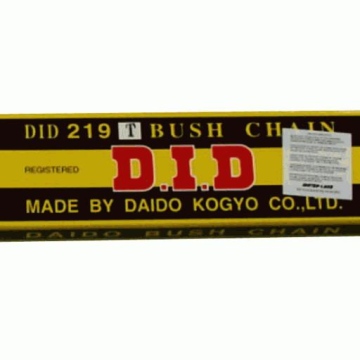 DID 219 T BUSH CHAIN
REGISTERED
D.I.D
MADE BY DAIDO KOGYO CO.,LTD.
DAIDO BUSH CHAIN